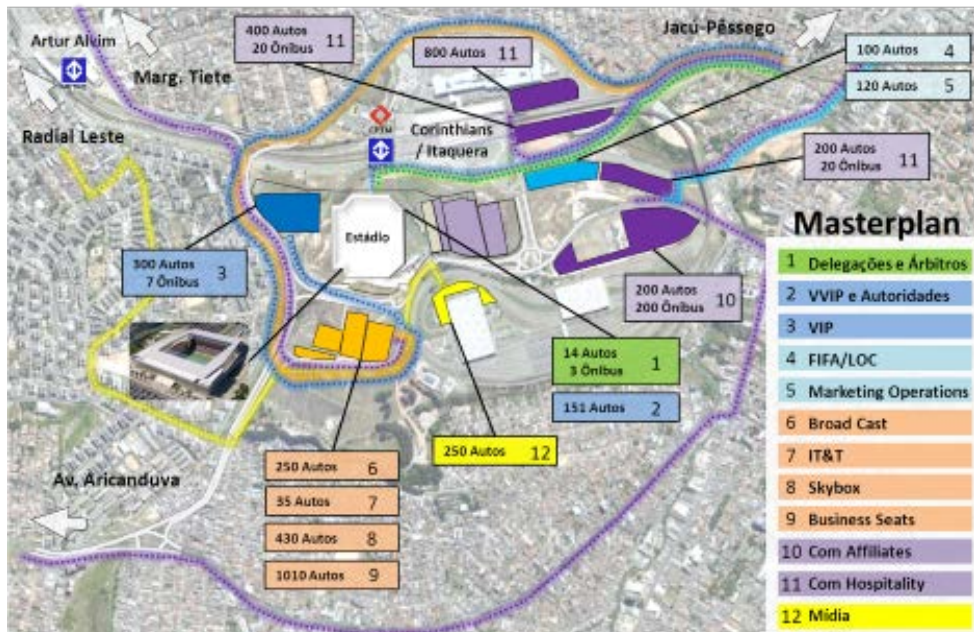 Artur Alvim
Marg. Tiete
Radial Leste
400 Autos
20 Ônibus 11
800 Autos 11
Jacú-Pêssego
100 Autos 4
120 Autos 5
CPTM
Corinthians
/ Itaquera
200 Autos
20 Ônibus 11
Estádio
300 Autos
7 Ônibus 3
200 Autos
200 Ônibus 10
14 Autos
3 Ônibus 1
151 Autos 2
250 Autos 12
Av. Aricanduva
250 Autos 6
35 Autos 7
430 Autos 8
1010 Autos 9
Masterplan
1 Delegações e Árbitros
2 VVIP e Autoridades
3 VIP
4 FIFA/LOC
5 Marketing Operations
6 Broad Cast
7 IT&T
8 Skybox
9 Business Seats
10 Com Affiliates
11 Com Hospitality
12 Mídia